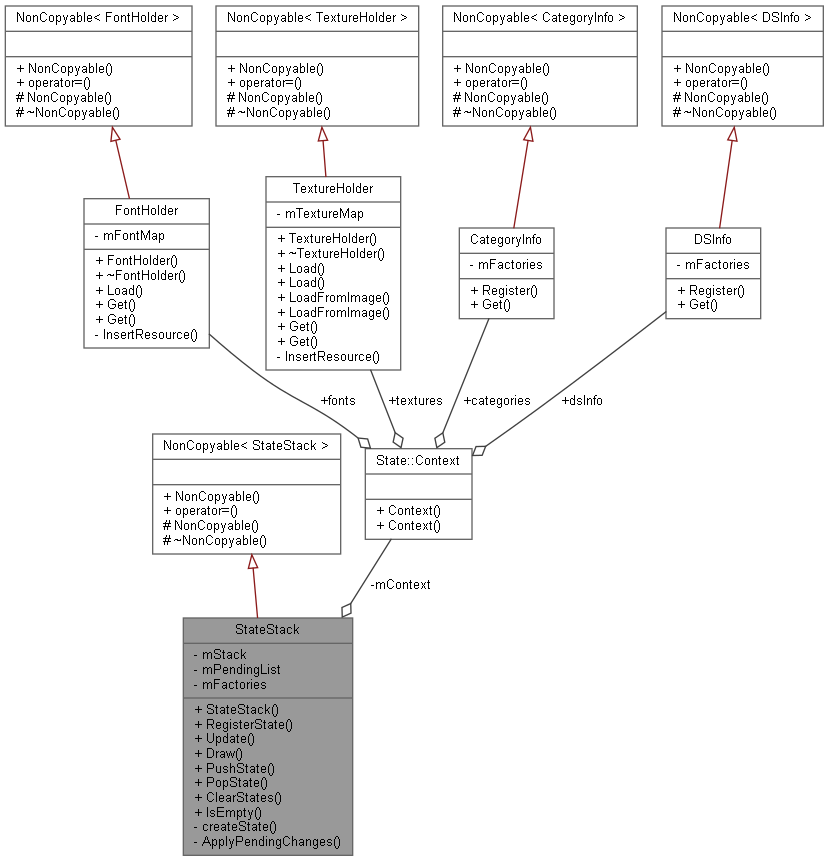 NonCopyable< FontHolder >
+ NonCopyable()
+ operator=()
# NonCopyable()
# ~NonCopyable()
NonCopyable< TextureHolder >
+ NonCopyable()
+ operator=()
# NonCopyable()
# ~NonCopyable()
NonCopyable< CategoryInfo >
+ NonCopyable()
+ operator=()
# NonCopyable()
# ~NonCopyable()
NonCopyable< DSInfo >
+ NonCopyable()
+ operator=()
# NonCopyable()
# ~NonCopyable()
FontHolder
- mFontMap
+ FontHolder()
+ ~FontHolder()
+ Load()
+ Get()
+ Get()
- InsertResource()
TextureHolder
- mTextureMap
+ TextureHolder()
+ ~TextureHolder()
+ Load()
+ Load()
+ LoadFromImage()
+ LoadFromImage()
+ Get()
+ Get()
- InsertResource()
CategoryInfo
- mFactories
+ Register()
+ Get()
DSInfo
- mFactories
+ Register()
+ Get()
+fonts
+textures
+categories
+dsInfo
NonCopyable< StateStack >
+ NonCopyable()
+ operator=()
# NonCopyable()
# ~NonCopyable()
State::Context
+ Context()
+ Context()
-mContext
StateStack
- mStack
- mPendingList
- mFactories
+ StateStack()
+ RegisterState()
+ Update()
+ Draw()
+ PushState()
+ PopState()
+ ClearStates()
+ IsEmpty()
- createState()
- ApplyPendingChanges()